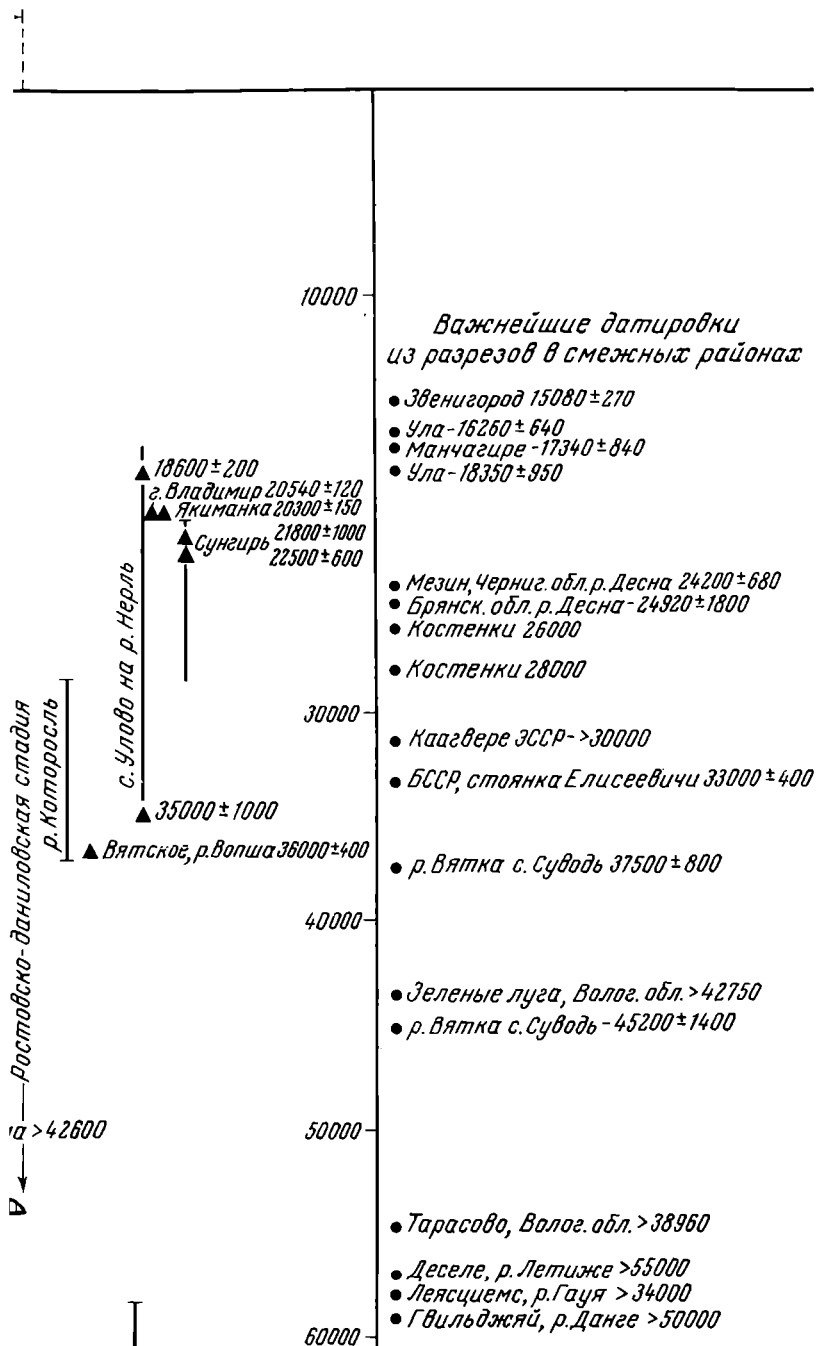 10000
Важнейшие датировки
из разрезов в смежных районах
Звенигород 15080±270
Ула-16260±640
Манчагире-17340±840
Ула-18350±950
18600±200
г. Владимир 20540±120
Якиманка 20300±150
Сунгирь
21800±1000
22500±600
с. Улово на р. Нерль
Мезин, Черниг. обл. р. Десна 24200±680
Брянск. обл. р. Десна-24920±1800
Костенки 26000
Костенки 28000
30000
Каагвере ЭССР->30000
БССР, стоянка Елисеевичи 33000±400
Ростовско-даниловская стадия
р. Которосль
35000±1000
Вятское, р. Вопша 36000±400
р. Вятка с. Суводь 37500±800
40000
Зеленые луга, Волог. обл. >42750
р. Вятка с. Суводь-45200±1400
>42600
50000
Тарасово, Волог. обл. >38960
Деселе, р. Летиже >55000
Леясциемс, р. Гауя >34000
Гвильджяй, р. Данге >50000
60000